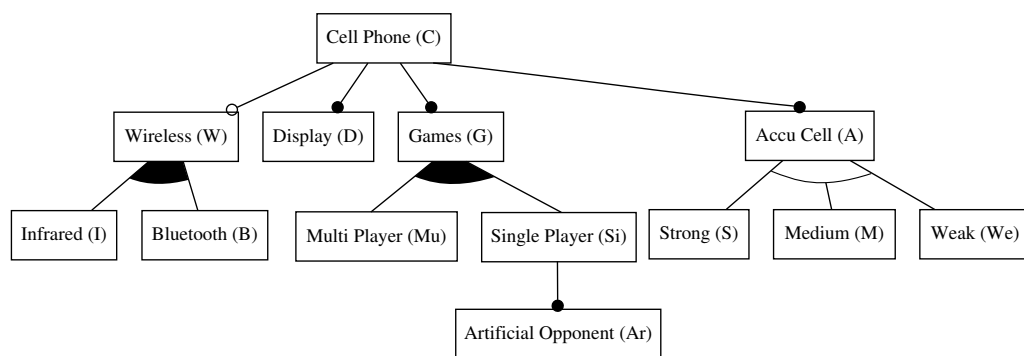 Cell Phone (C)
Wireless (W)
Display (D)
Games (G)
Accu Cell (A)
Infrared (I)
Bluetooth (B)
Multi Player (Mu)
Single Player (Si)
Strong (S)
Medium (M)
Weak (We)
Artificial Opponent (Ar)